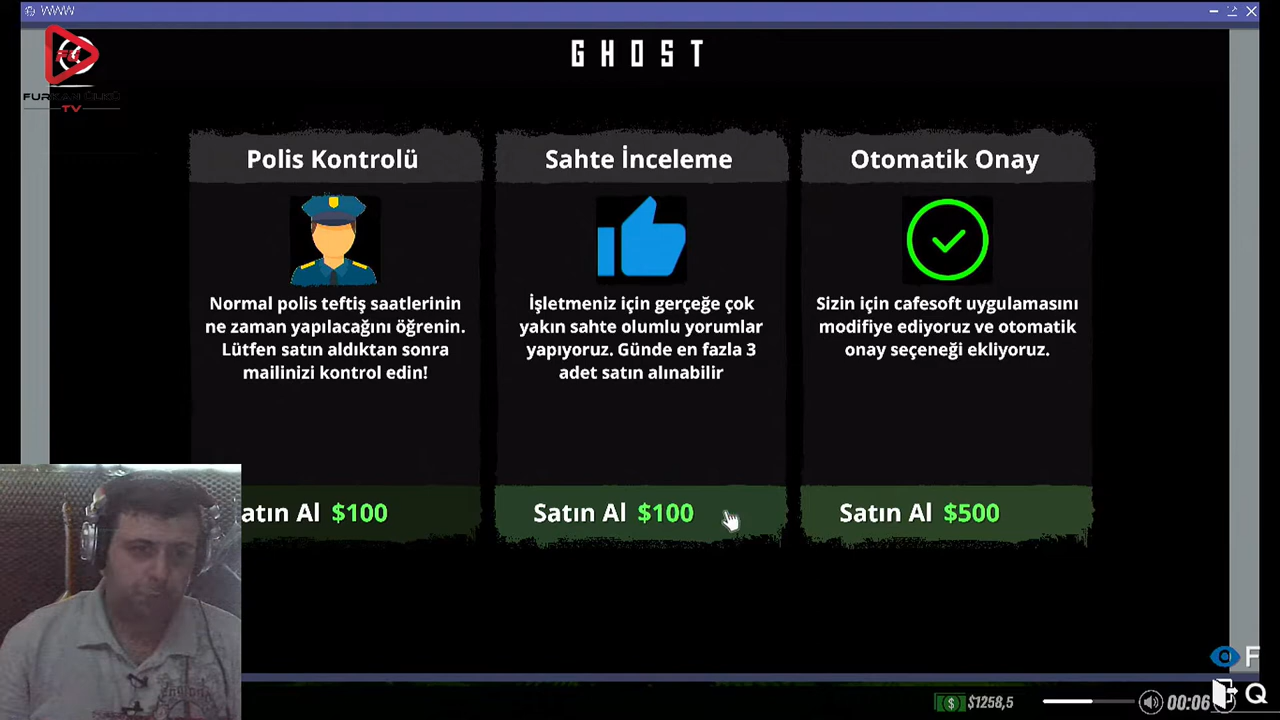 WWW
GHOST
FU
TV
Polis Kontrolü
Normal polis teftiş saatlerinin
ne zaman yapılacağını öğrenin.
Lütfen satın aldıktan sonra
mailinizi kontrol edin!
atın Al $100
Sahte İnceleme
İşletmeniz için gerçeğe çok
yakın sahte olumlu yorumlar
yapıyoruz. Günde en fazla 3
adet satın alınabilir
Satın Al $100
Otomatik Onay
Sizin için cafesoft uygulamasını
modifiye ediyoruz ve otomatik
onay seçeneği ekliyoruz.
Satın Al $500
F
$1258,5
00:06
Q